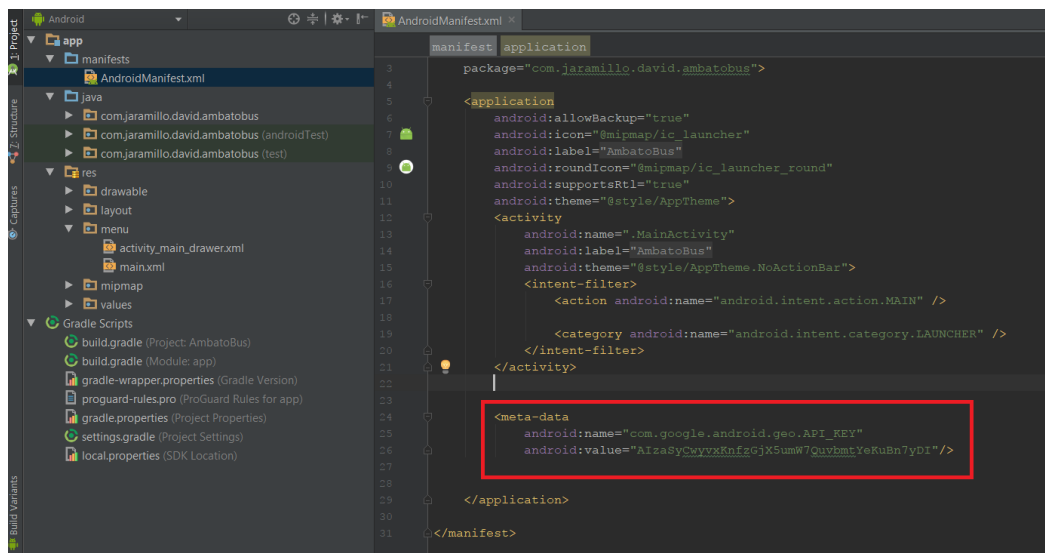 Android
1: Project
Z: Structure
Captures
Build Variants
app
manifests
AndroidManifest.xml
java
com.jaramillo.david.ambatobus
com.jaramillo.david.ambatobus (androidTest)
com.jaramillo.david.ambatobus (test)
res
drawable
layout
menu
activity_main_drawer.xml
main.xml
mipmap
values
Gradle Scripts
build.gradle (Project: AmbatoBus)
build.gradle (Module: app)
gradle-wrapper.properties (Gradle Version)
proguard-rules.pro (ProGuard Rules for app)
gradle.properties (Project Properties)
settings.gradle (Project Settings)
local.properties (SDK Location)
AndroidManifest.xml ×
manifest application
3 package="com.jaramillo.david.ambatobus">
4
5 <application
6 android:allowBackup="true"
7 android:icon="@mipmap/ic_launcher"
8 android:label="AmbatoBus"
9 android:roundIcon="@mipmap/ic_launcher_round"
10 android:supportsRtl="true"
11 android:theme="@style/AppTheme">
12 <activity
13 android:name=".MainActivity"
14 android:label="AmbatoBus"
15 android:theme="@style/AppTheme.NoActionBar">
16 <intent-filter>
17 <action android:name="android.intent.action.MAIN" />
18
19 <category android:name="android.intent.category.LAUNCHER" />
20 </intent-filter>
21 </activity>
22
23
24 <meta-data
25 android:name="com.google.android.geo.API_KEY"
26 android:value="AIzaSyCwyvxKnfzGjX5umW7QuvbmtYeKuBn7yDI"/>
27
28
29 </application>
30
31 </manifest>